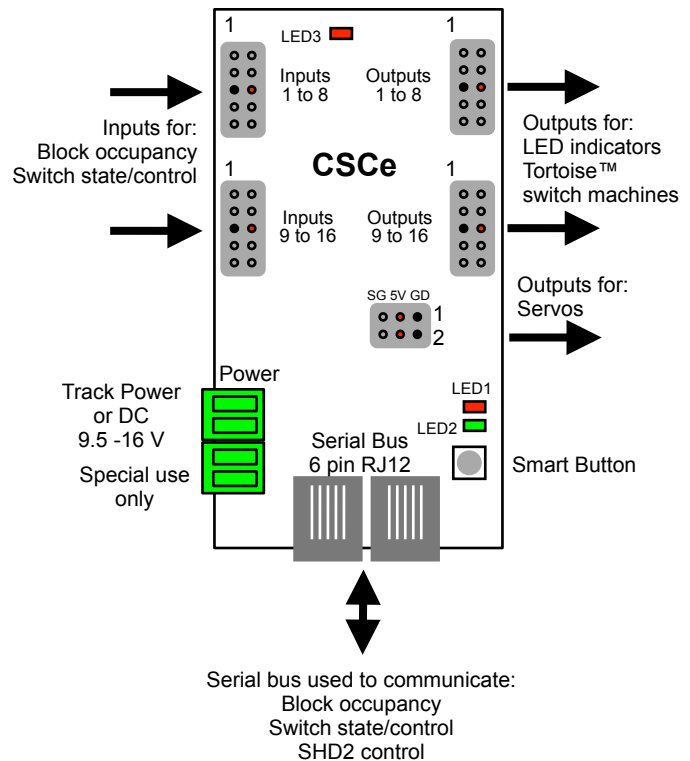 1
LED3
1
Inputs
1 to 8
Outputs
1 to 8
Inputs for:
Block occupancy
Switch state/control
Outputs for:
LED indicators
Tortoise™
switch machines
CSCe
1
1
Inputs
9 to 16
Outputs
9 to 16
Outputs for:
Servos
SG 5V GD
1
2
Power
Track Power
or DC
9.5 -16 V
Special use
only
LED1
LED2
Serial Bus
6 pin RJ12
Smart Button
Serial bus used to communicate:
Block occupancy
Switch state/control
SHD2 control